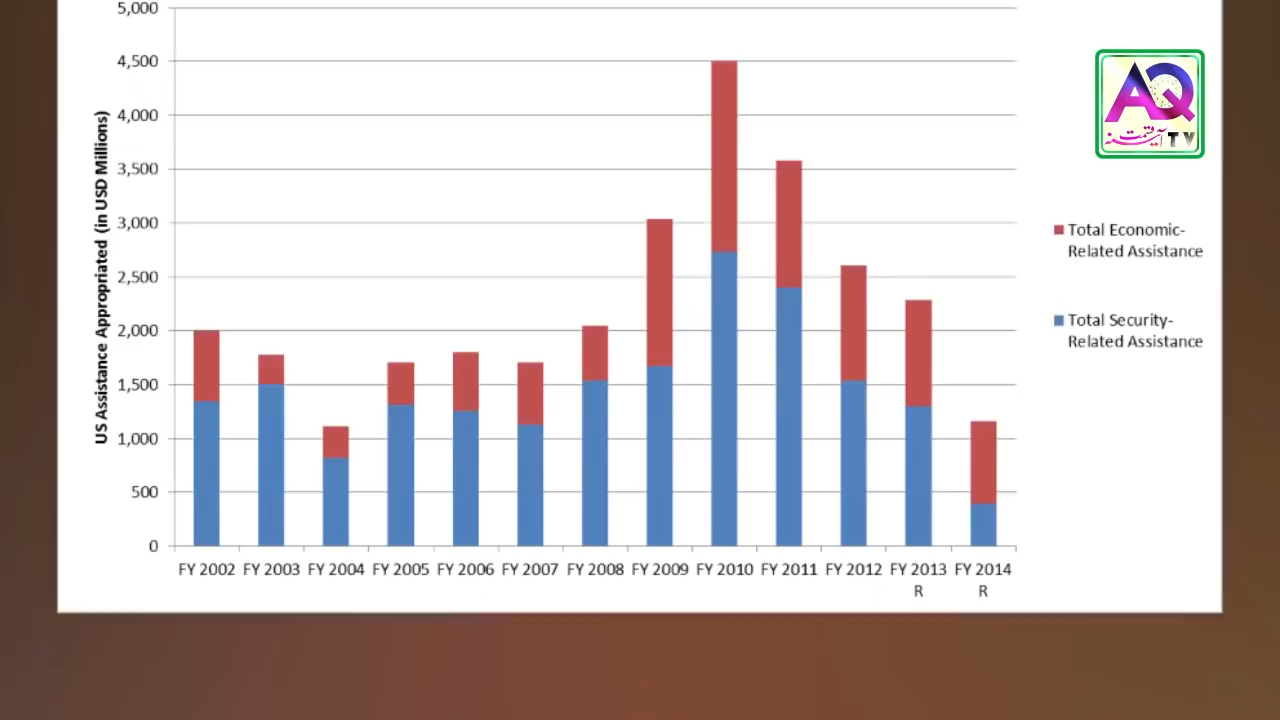 5,000
4,500
4,000
3,500
3,000
2,500
2,000
1,500
1,000
500
0
US Assistance Appropriated (in USD Millions)
FY 2002 FY 2003 FY 2004 FY 2005 FY 2006 FY 2007 FY 2008 FY 2009 FY 2010 FY 2011 FY 2012 FY 2013 FY 2014
R R
AQ
آئینہ قیمت TV
Total Economic-
Related Assistance
Total Security-
Related Assistance